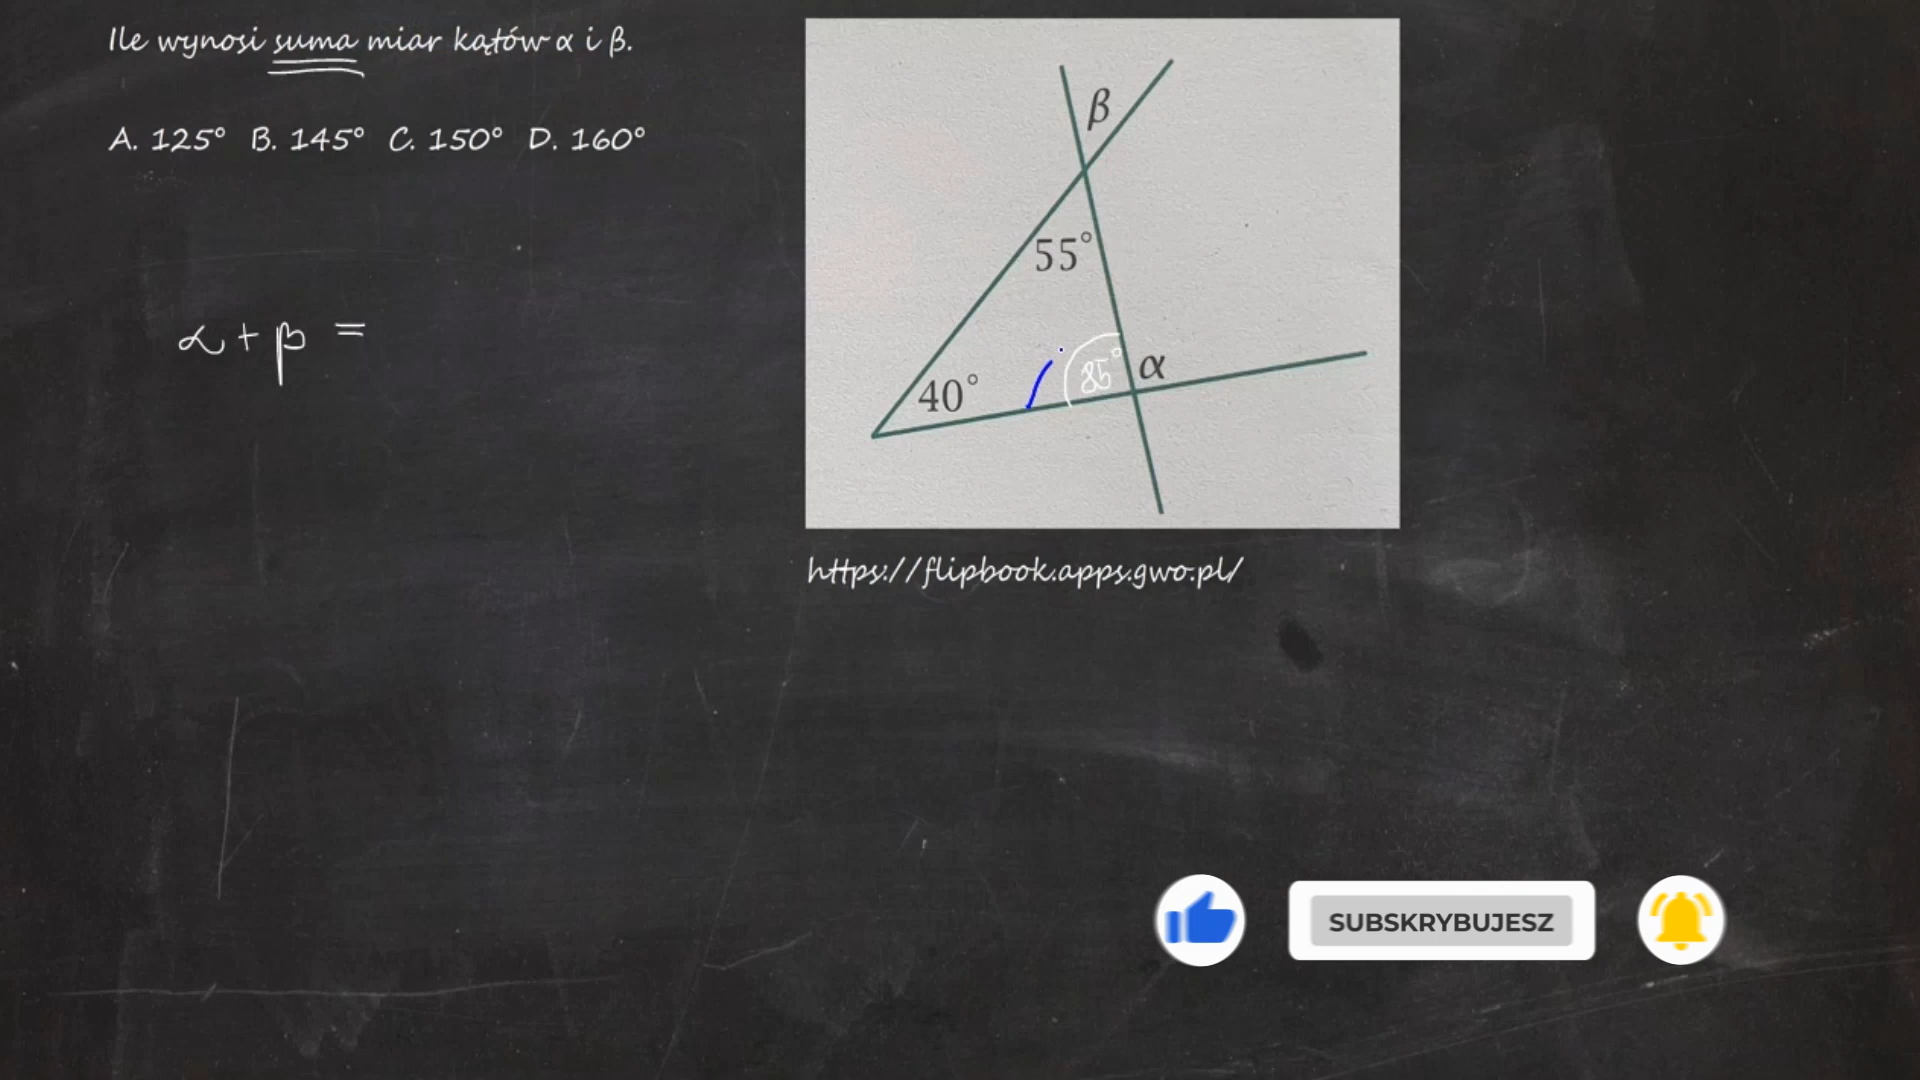 Ile wynosi suma miar kątów α i β.
A. 125° B. 145° C. 150° D. 160°
α + β =
β
55°
40°
85°
α
https://flipbook.apps.gwo.pl/
SUBSKRYBUJESZ